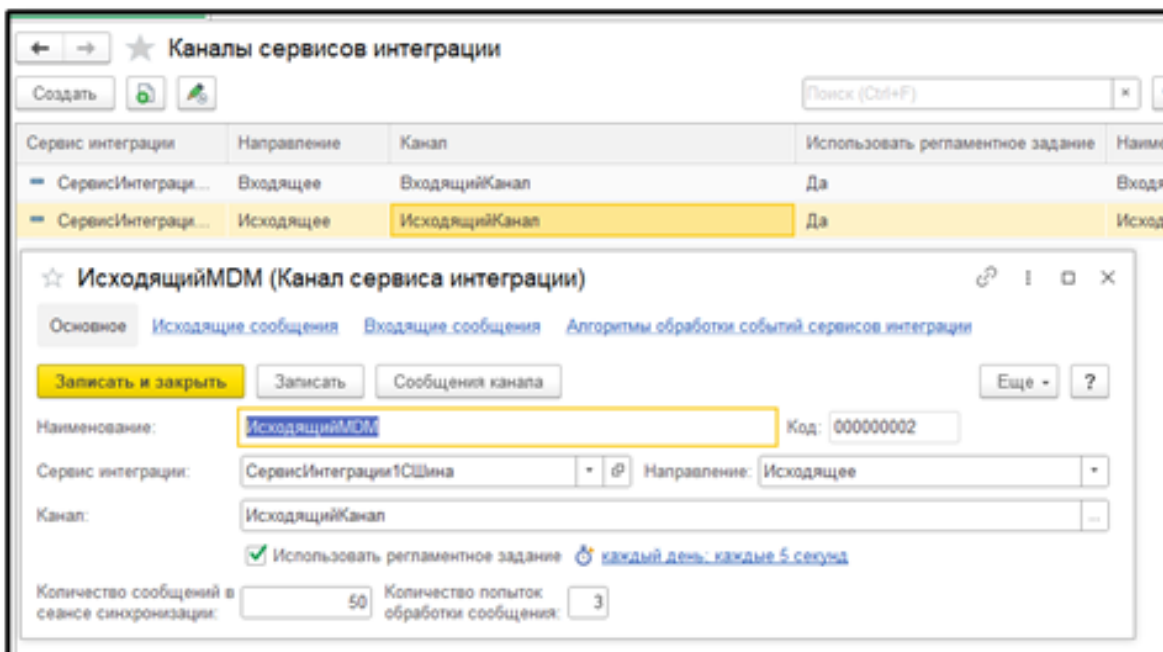 Каналы сервисов интеграции
Создать Поиск (Ctrl+F) ×
Сервис интеграции Направление Канал Использовать регламентное задание
СервисИнтеграци... Входящее ВходящийКанал Да
СервисИнтеграци... Исходящее ИсходящийКанал Да
ИсходящийMDM (Канал сервиса интеграции)
Основное Исходящие сообщения Входящие сообщения Алгоритмы обработки событий сервисов интеграции
Записать и закрыть Записать Сообщения канала Еще ?
Наименование: ИсходящийMDM Код: 000000002
Сервис интеграции: СервисИнтеграции1СШина Направление: Исходящее
Канал: ИсходящийКанал ...
Использовать регламентное задание каждый день; каждые 5 секунд
Количество сообщений в Количество попыток
сеансе синхронизации: 50 обработки сообщения: 3